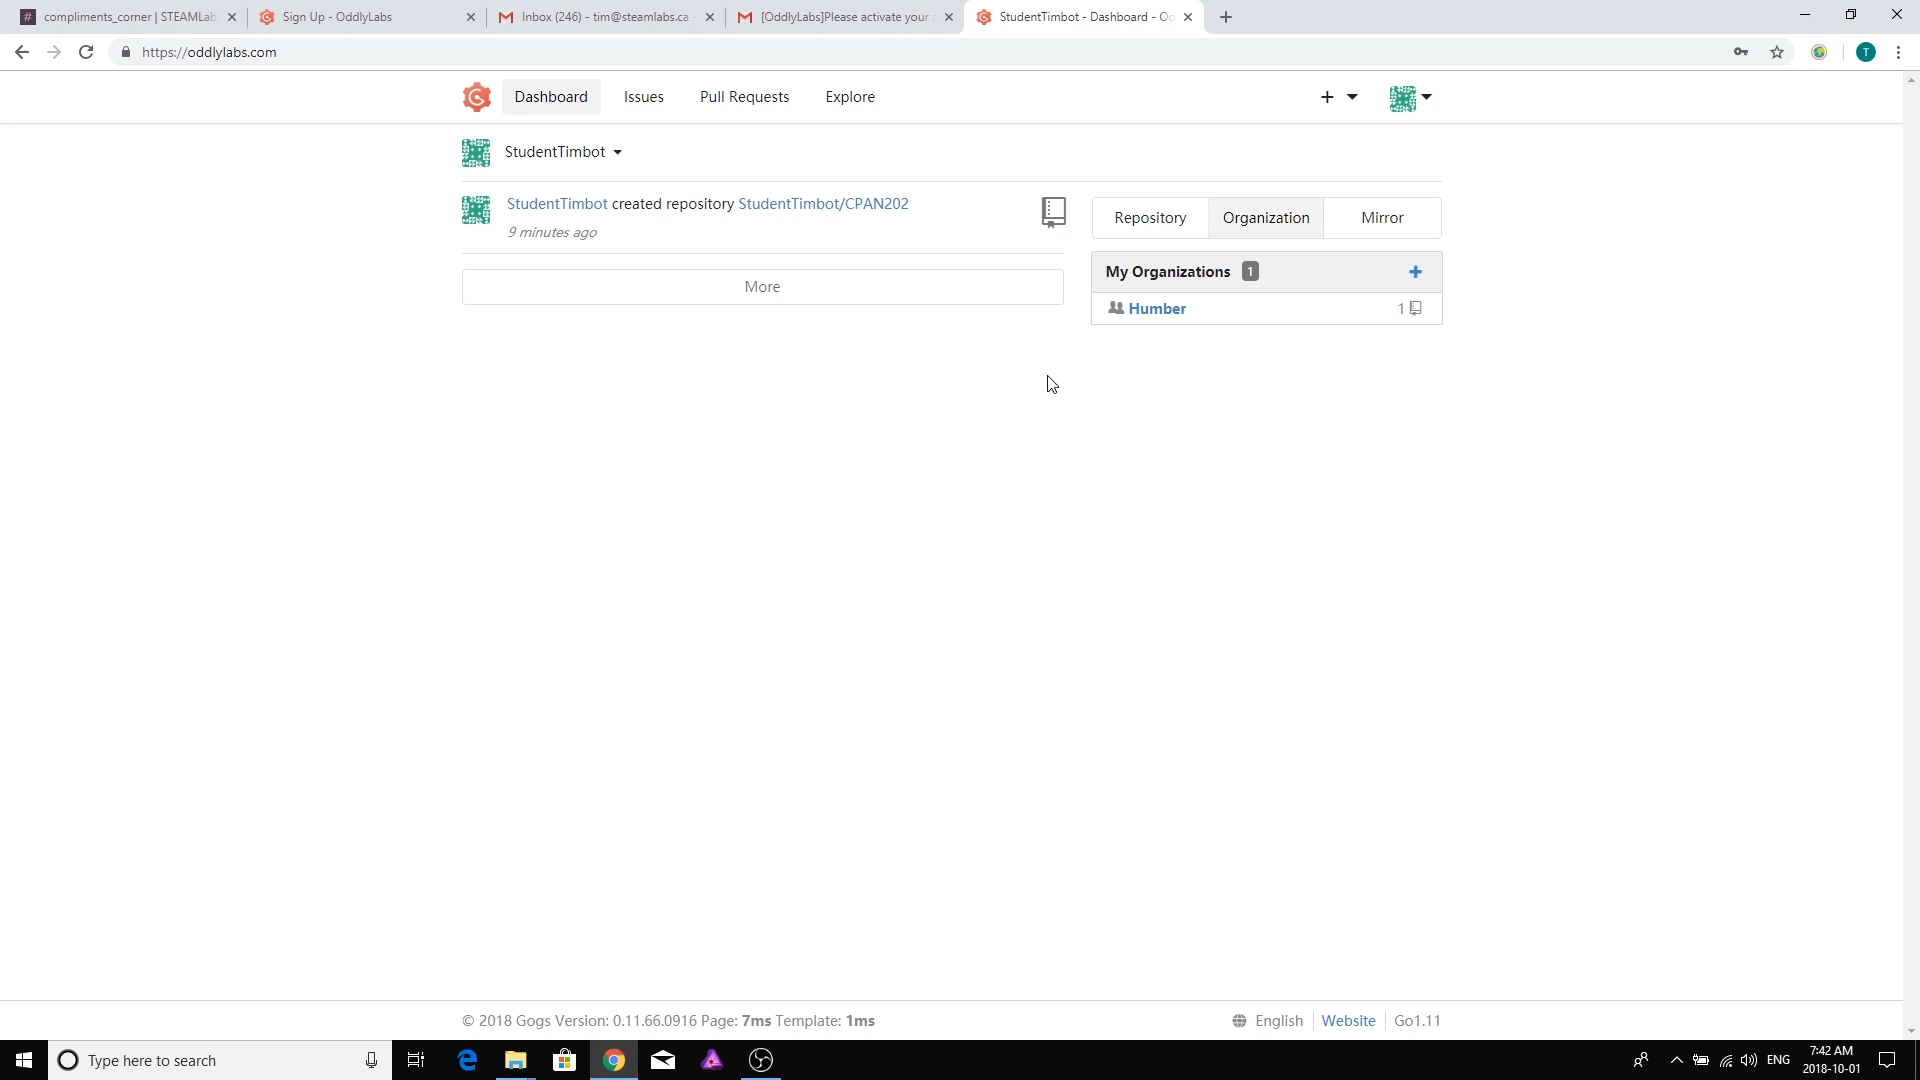 compliments_corner | STEAMLab
Sign Up - OddlyLabs
Inbox (246) - tim@steamlabs.ca
[OddlyLabs]Please activate your a
StudentTimbot - Dashboard - Od
T
https://oddlylabs.com
Dashboard
Issues
Pull Requests
Explore
StudentTimbot
StudentTimbot created repository StudentTimbot/CPAN202
9 minutes ago
More
Repository
Organization
Mirror
My Organizations 1
Humber 1
© 2018 Gogs Version: 0.11.66.0916 Page: 7ms Template: 1ms
English
Website
Go1.11
Type here to search
ENG
7:42 AM
2018-10-01